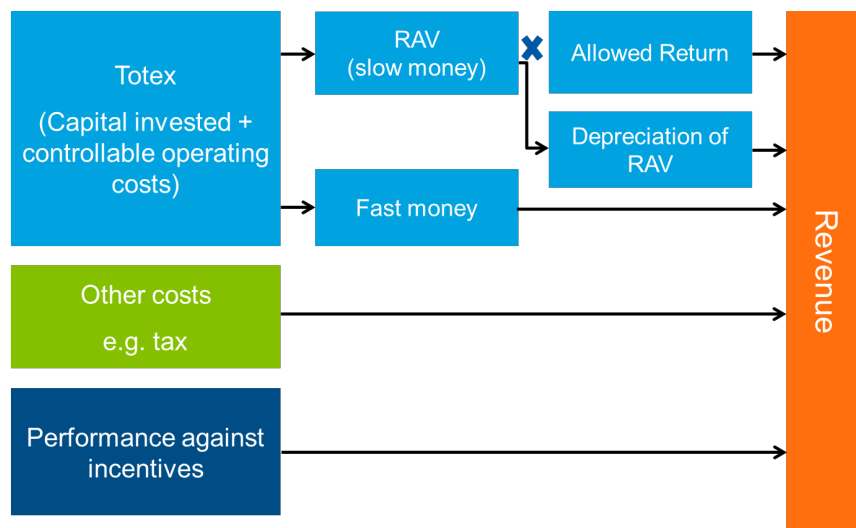 Totex
(Capital invested +
controllable operating
costs)
RAV
(slow money)
Allowed Return
Depreciation of
RAV
Fast money
Other costs
e.g. tax
Performance against
incentives
Revenue